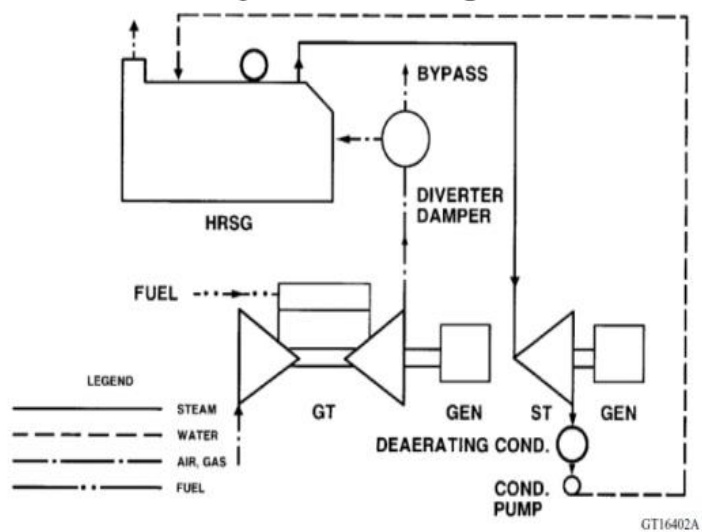 BYPASS
DIVERTER
DAMPER
HRSG
FUEL
LEGEND
STEAM
WATER
AIR, GAS
FUEL
GT
GEN
ST
GEN
DEAERATING COND.
COND.
PUMP
GT16402A